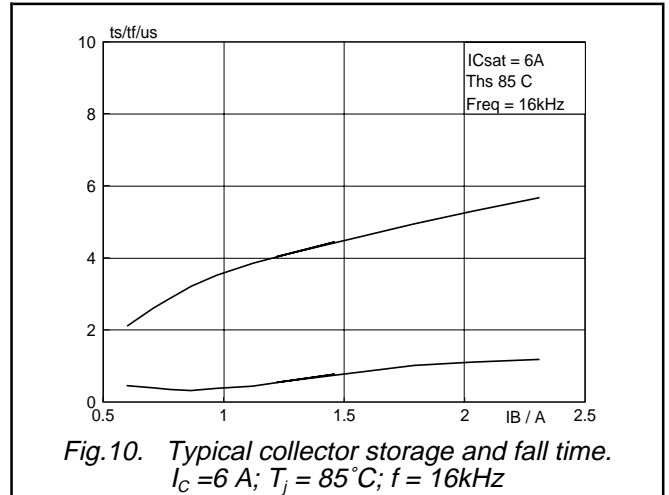 ts/tf/us
10
ICsat = 6A
Ths 85 C
Freq = 16kHz
8
6
4
2
0
0.5
1
1.5
2
IB / A
2.5
Fig.10. Typical collector storage and fall time.
IC =6 A; Tj = 85˚C; f = 16kHz